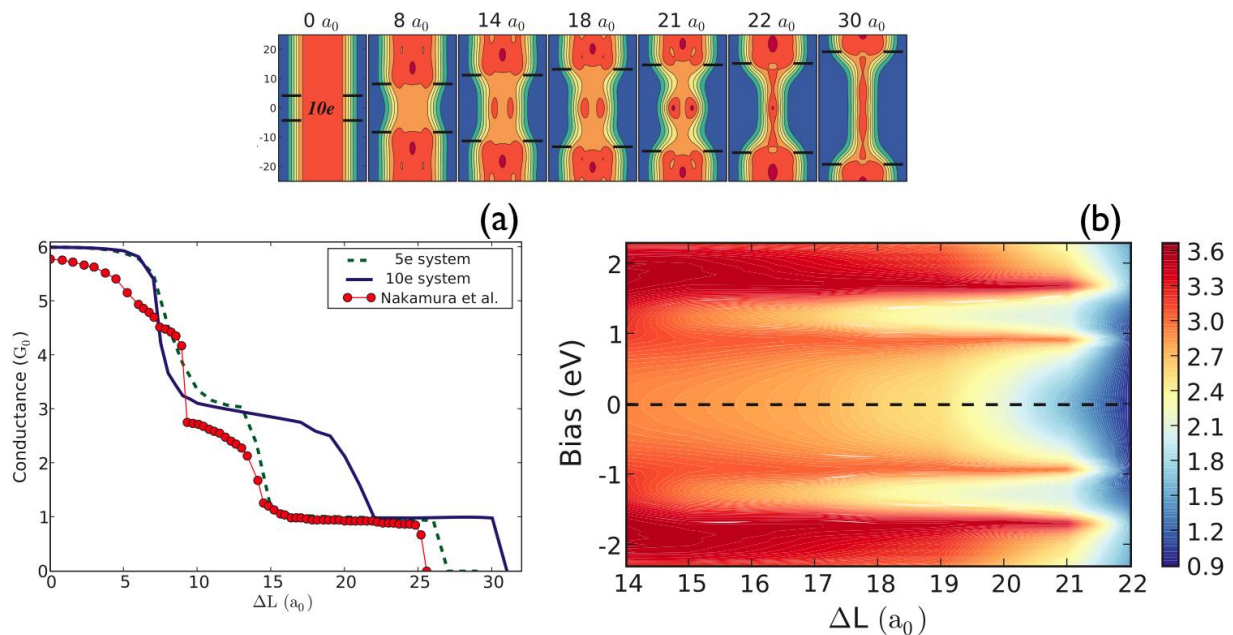 0 a₀ 8 a₀ 14 a₀ 18 a₀ 21 a₀ 22 a₀ 30 a₀
20
10
0
-10
-20
10e
(a)
6
5
4
3
2
1
0
Conductance (G₀)
5e system
10e system
Nakamura et al.
0 5 10 15 20 25 30
ΔL (a₀)
(b)
2
1
0
-1
-2
Bias (eV)
14 15 16 17 18 19 20 21 22
ΔL (a₀)
3.6
3.3
3.0
2.7
2.4
2.1
1.8
1.5
1.2
0.9